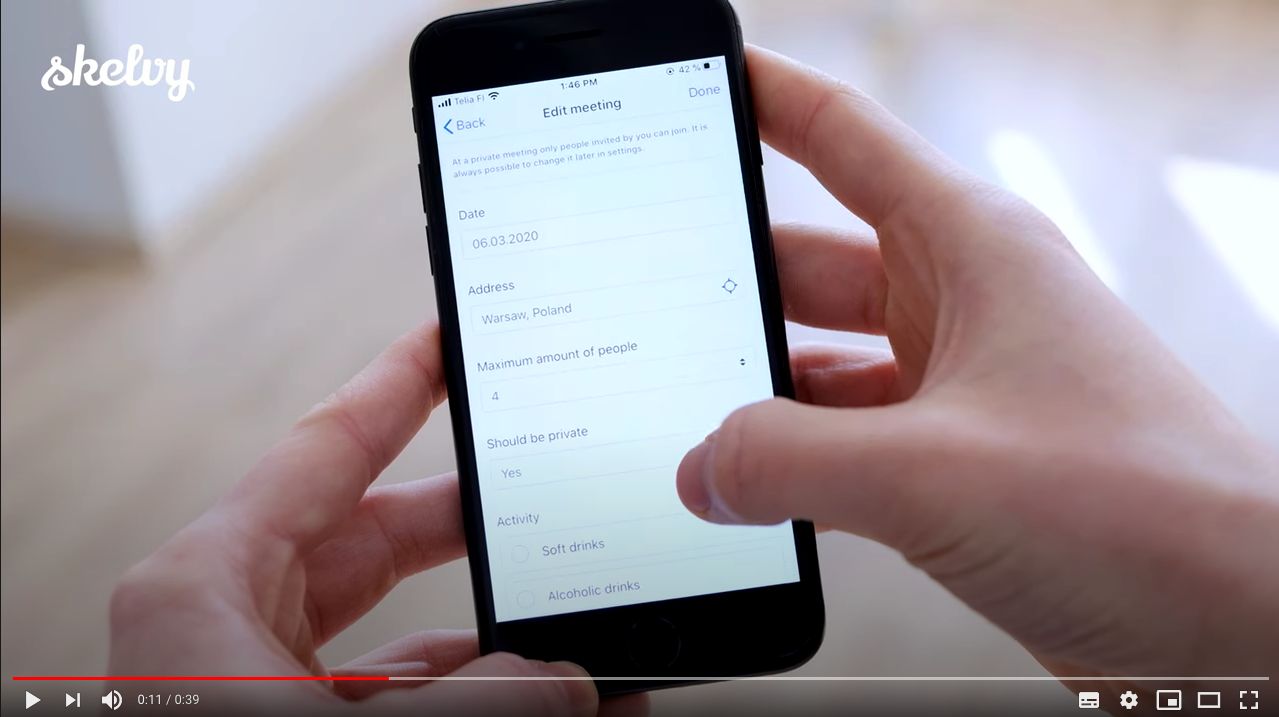 skelvy
Telia FI
1:46 PM
42 %
Back
Edit meeting
Done
At a private meeting only people invited by you can join. It is
always possible to change it later in settings.
Date
06.03.2020
Address
Warsaw, Poland
Maximum amount of people
4
Should be private
Yes
Activity
Soft drinks
Alcoholic drinks
0:11 / 0:39